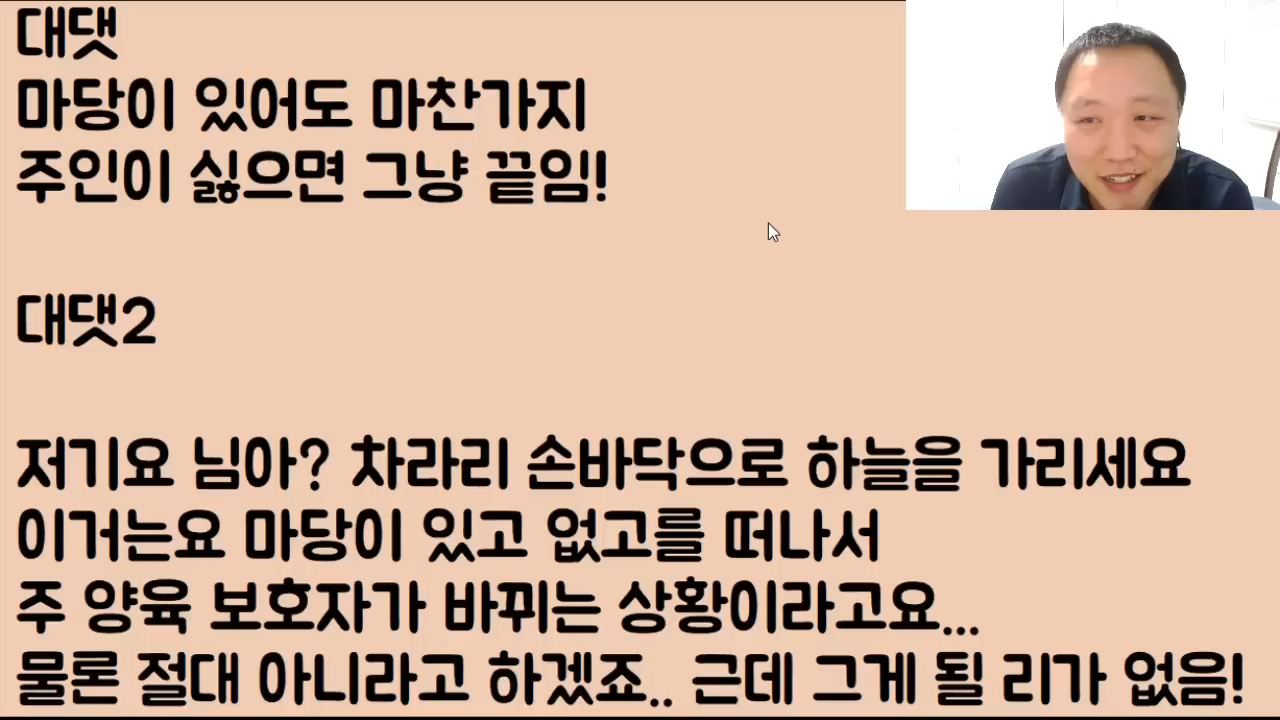 대댓
마당이 있어도 마찬가지
주인이 싫으면 그냥 끝임!
대댓2
저기요 님아? 차라리 손바닥으로 하늘을 가리세요
이거는요 마당이 있고 없고를 떠나서
주 양육 보호자가 바뀌는 상황이라고요...
물론 절대 아니라고 하겠죠.. 근데 그게 될 리가 없음!